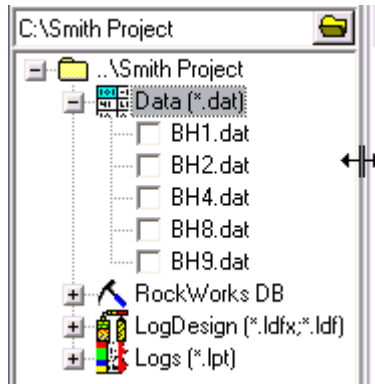 C:\Smith Project
..\Smith Project
Data (*.dat)
BH1.dat
BH2.dat
BH4.dat
BH8.dat
BH9.dat
RockWorks DB
LogDesign (*.ldfx;*.ldf)
Logs (*.lpt)